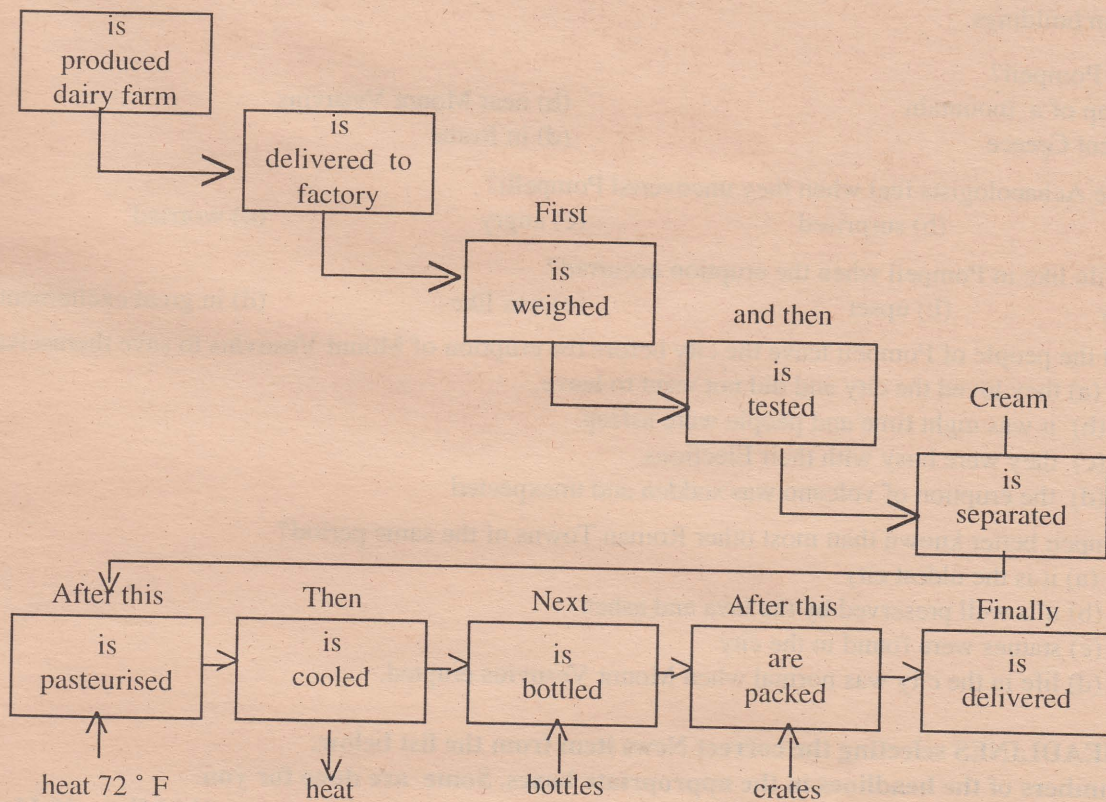 is
produced
dairy farm
is
delivered to
factory
First
is
weighed
and then
is
tested
Cream
is
separated
After this
is
pasteurised
heat 72 ° F
Then
is
cooled
heat
Next
is
bottled
bottles
After this
are
packed
crates
Finally
is
delivered